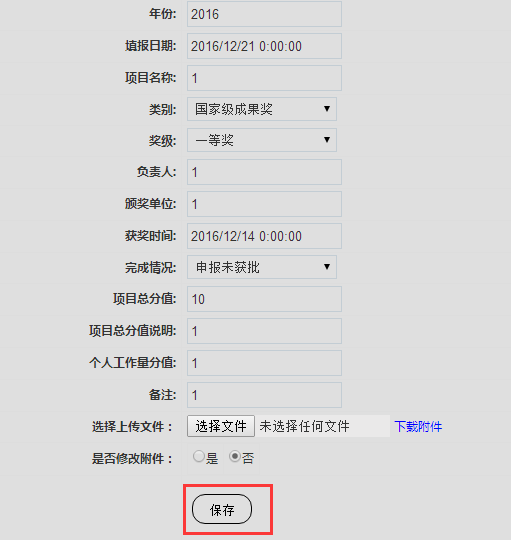 年份: 2016
填报日期: 2016/12/21 0:00:00
项目名称: 1
类别: 国家级成果奖
奖级: 一等奖
负责人: 1
颁奖单位: 1
获奖时间: 2016/12/14 0:00:00
完成情况: 申报未获批
项目总分值: 10
项目总分值说明: 1
个人工作量分值: 1
备注: 1
选择上传文件： 选择文件 未选择任何文件 下载附件
是否修改附件： 是 否
保存